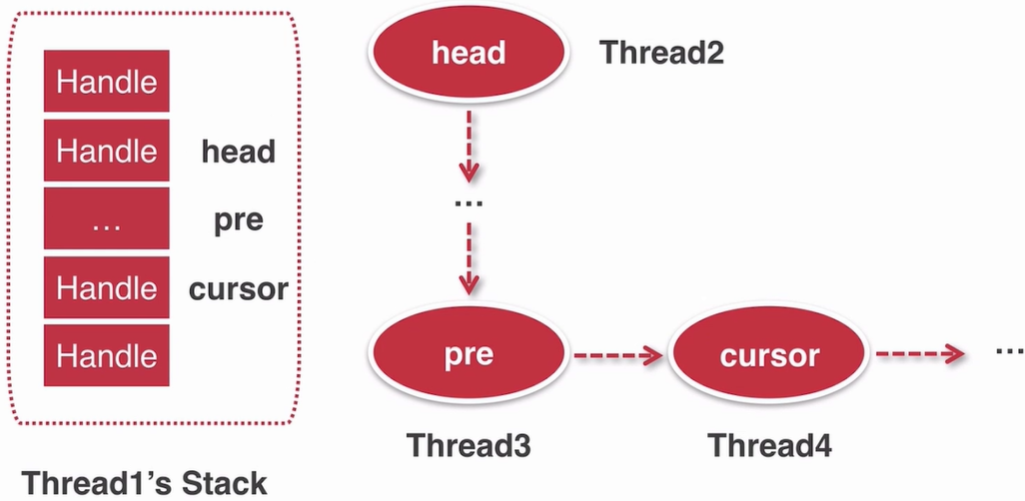 Handle
Handle head
... pre
Handle cursor
Handle
Thread1's Stack
head Thread2
...
pre cursor ...
Thread3 Thread4